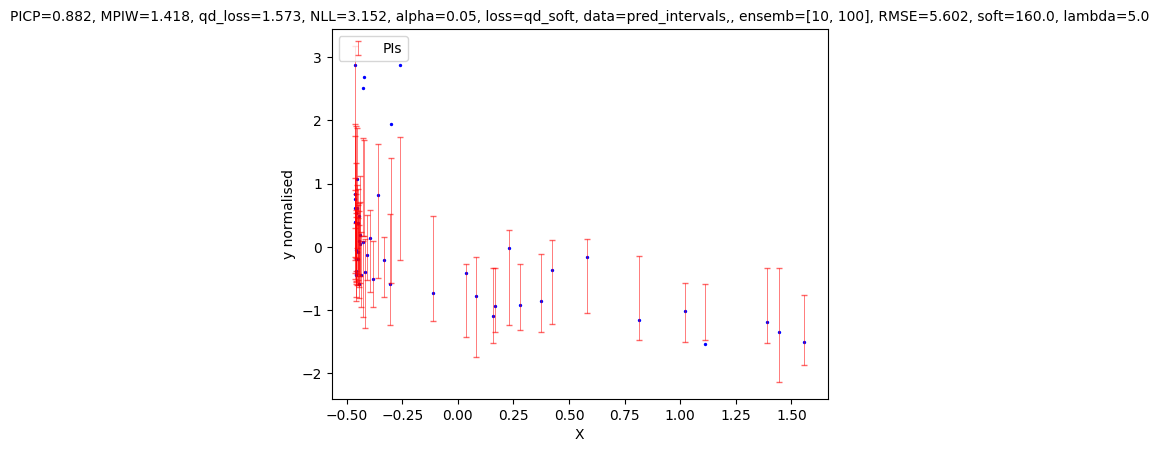 PICP=0.882, MPIW=1.418, qd_loss=1.573, NLL=3.152, alpha=0.05, loss=qd_soft, data=pred_intervals,, ensemb=[10, 100], RMSE=5.602, soft=160.0, lambda=5.0
PIs
3
2
1
0
−1
−2
y normalised
−0.50 −0.25 0.00 0.25 0.50 0.75 1.00 1.25 1.50
X